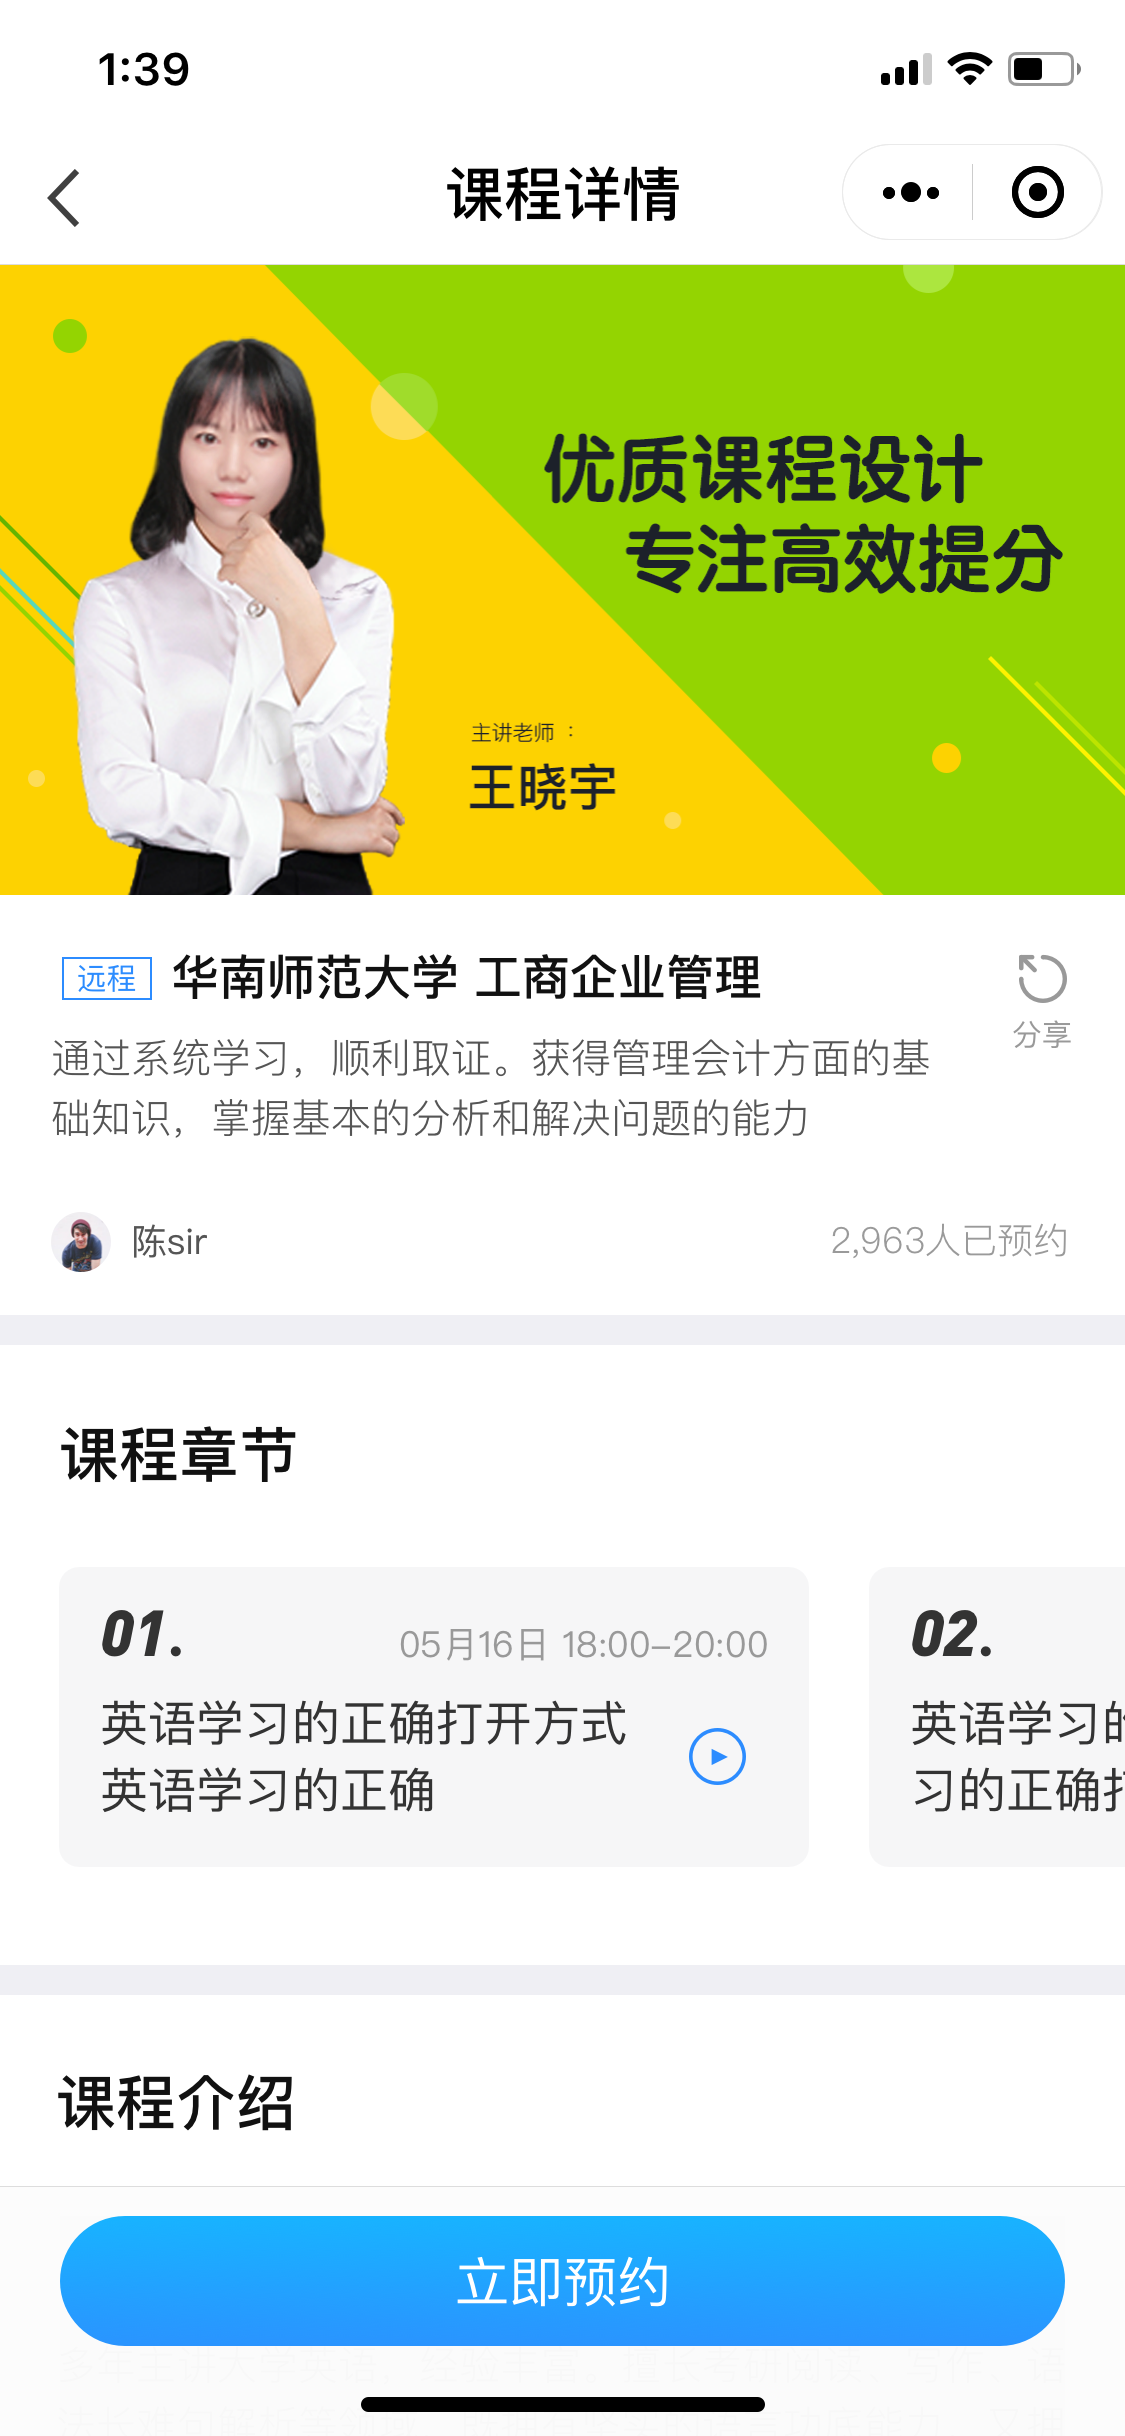 1:39
课程详情
优质课程设计
专注高效提分
主讲老师 ：
王晓宇
远程 华南师范大学 工商企业管理
分享
通过系统学习，顺利取证。获得管理会计方面的基
础知识，掌握基本的分析和解决问题的能力
陈sir 2,963人已预约
课程章节
01. 05月16日 18:00-20:00
英语学习的正确打开方式
英语学习的正确
02.
英语学习的
习的正确打
课程介绍
立即预约